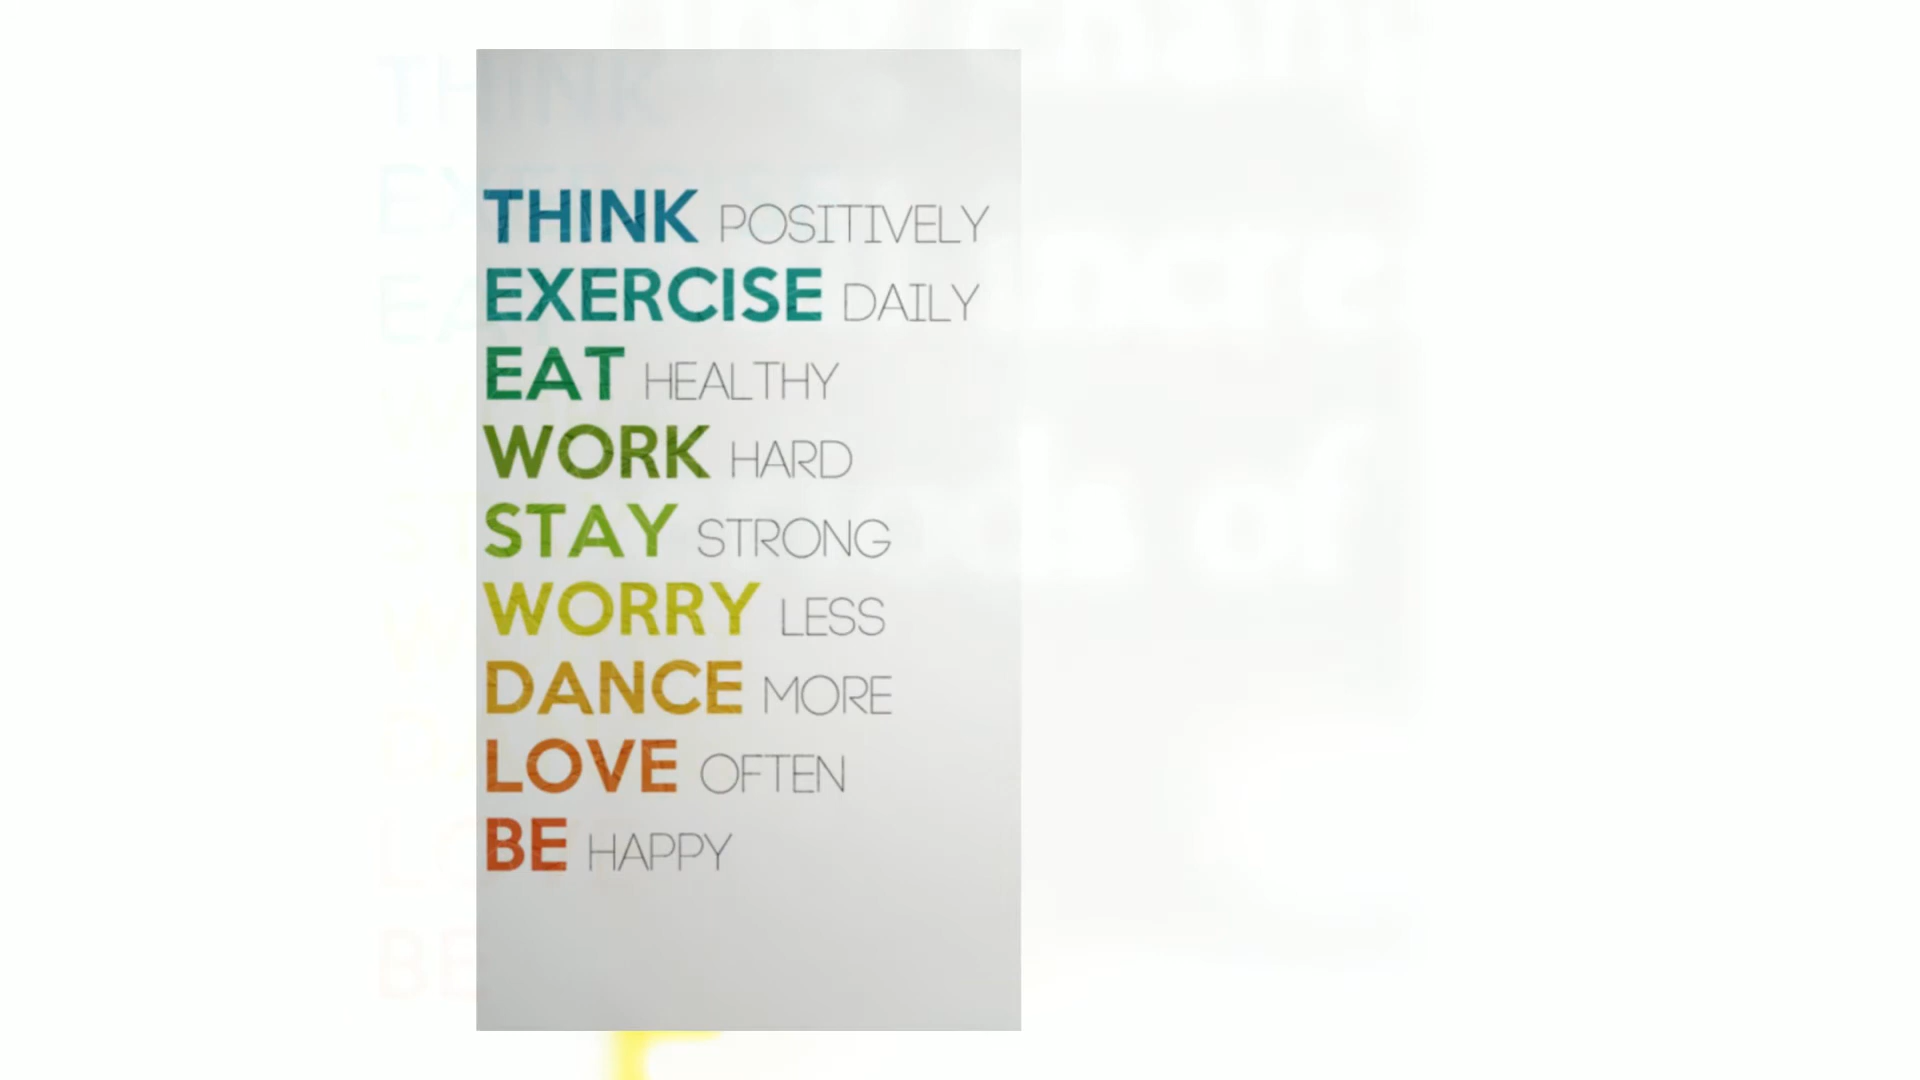 THINK POSITIVELY
EXERCISE DAILY
EAT HEALTHY
WORK HARD
STAY STRONG
WORRY LESS
DANCE MORE
LOVE OFTEN
BE HAPPY